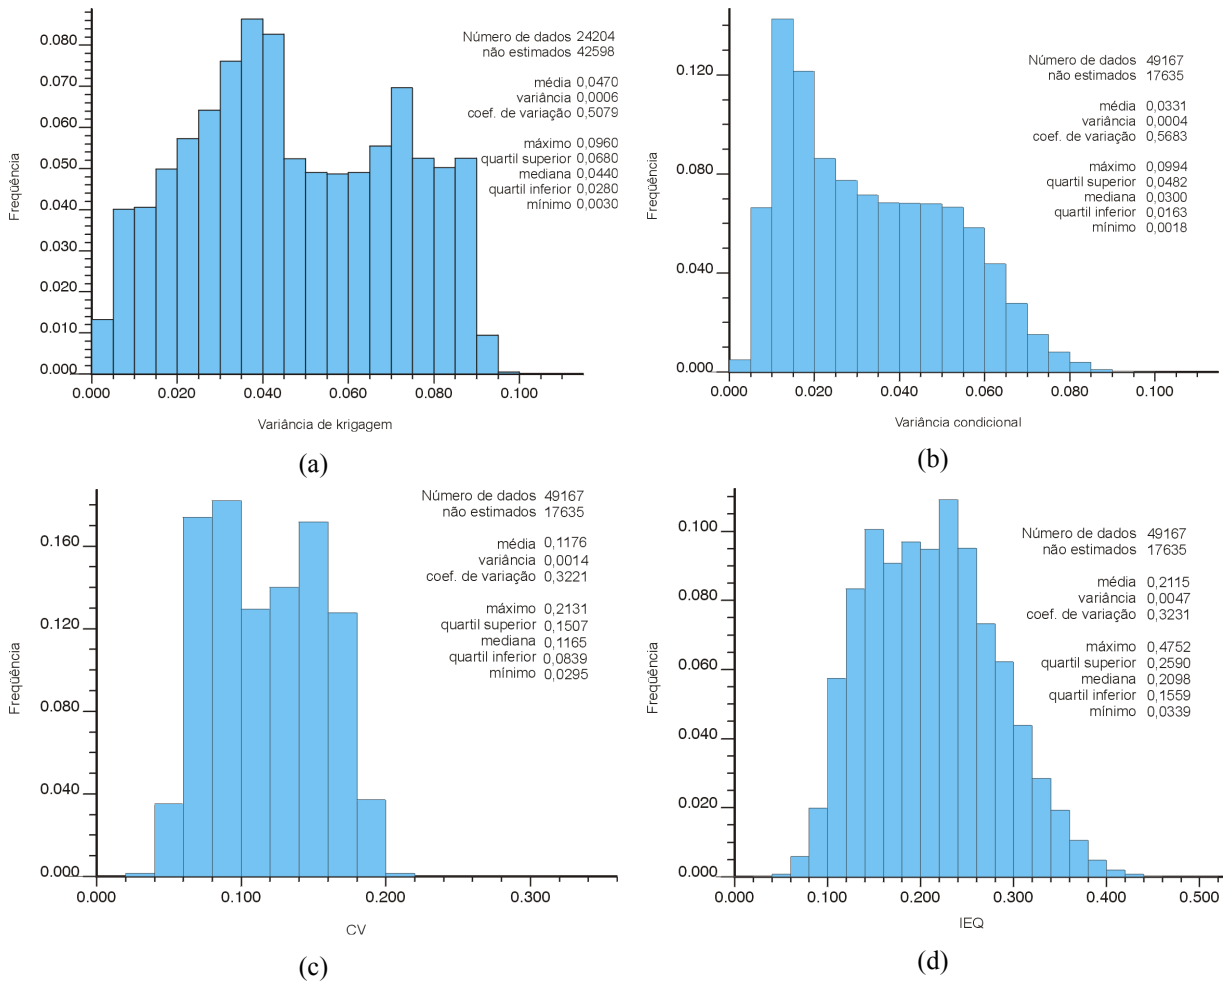 Número de dados 24204
não estimados 42598
média 0,0470
variância 0,0006
coef. de variação 0,5079
máximo 0,0960
quartil superior 0,0680
mediana 0,0440
quartil inferior 0,0280
mínimo 0,0030
Freqüência
0.080
0.070
0.060
0.050
0.040
0.030
0.020
0.010
0.000
0.000 0.020 0.040 0.060 0.080 0.100
Variância de krigagem
(a)
Número de dados 49167
não estimados 17635
média 0,0331
variância 0,0004
coef. de variação 0,5683
máximo 0,0994
quartil superior 0,0482
mediana 0,0300
quartil inferior 0,0163
mínimo 0,0018
Freqüência
0.120
0.080
0.040
0.000
0.000 0.020 0.040 0.060 0.080 0.100
Variância condicional
(b)
Número de dados 49167
não estimados 17635
média 0,1176
variância 0,0014
coef. de variação 0,3221
máximo 0,2131
quartil superior 0,1507
mediana 0,1165
quartil inferior 0,0839
mínimo 0,0295
Freqüência
0.160
0.120
0.080
0.040
0.000
0.000 0.100 0.200 0.300
CV
(c)
Número de dados 49167
não estimados 17635
média 0,2115
variância 0,0047
coef. de variação 0,3231
máximo 0,4752
quartil superior 0,2590
mediana 0,2098
quartil inferior 0,1559
mínimo 0,0339
Freqüência
0.100
0.080
0.060
0.040
0.020
0.000
0.000 0.100 0.200 0.300 0.400 0.500
IEQ
(d)